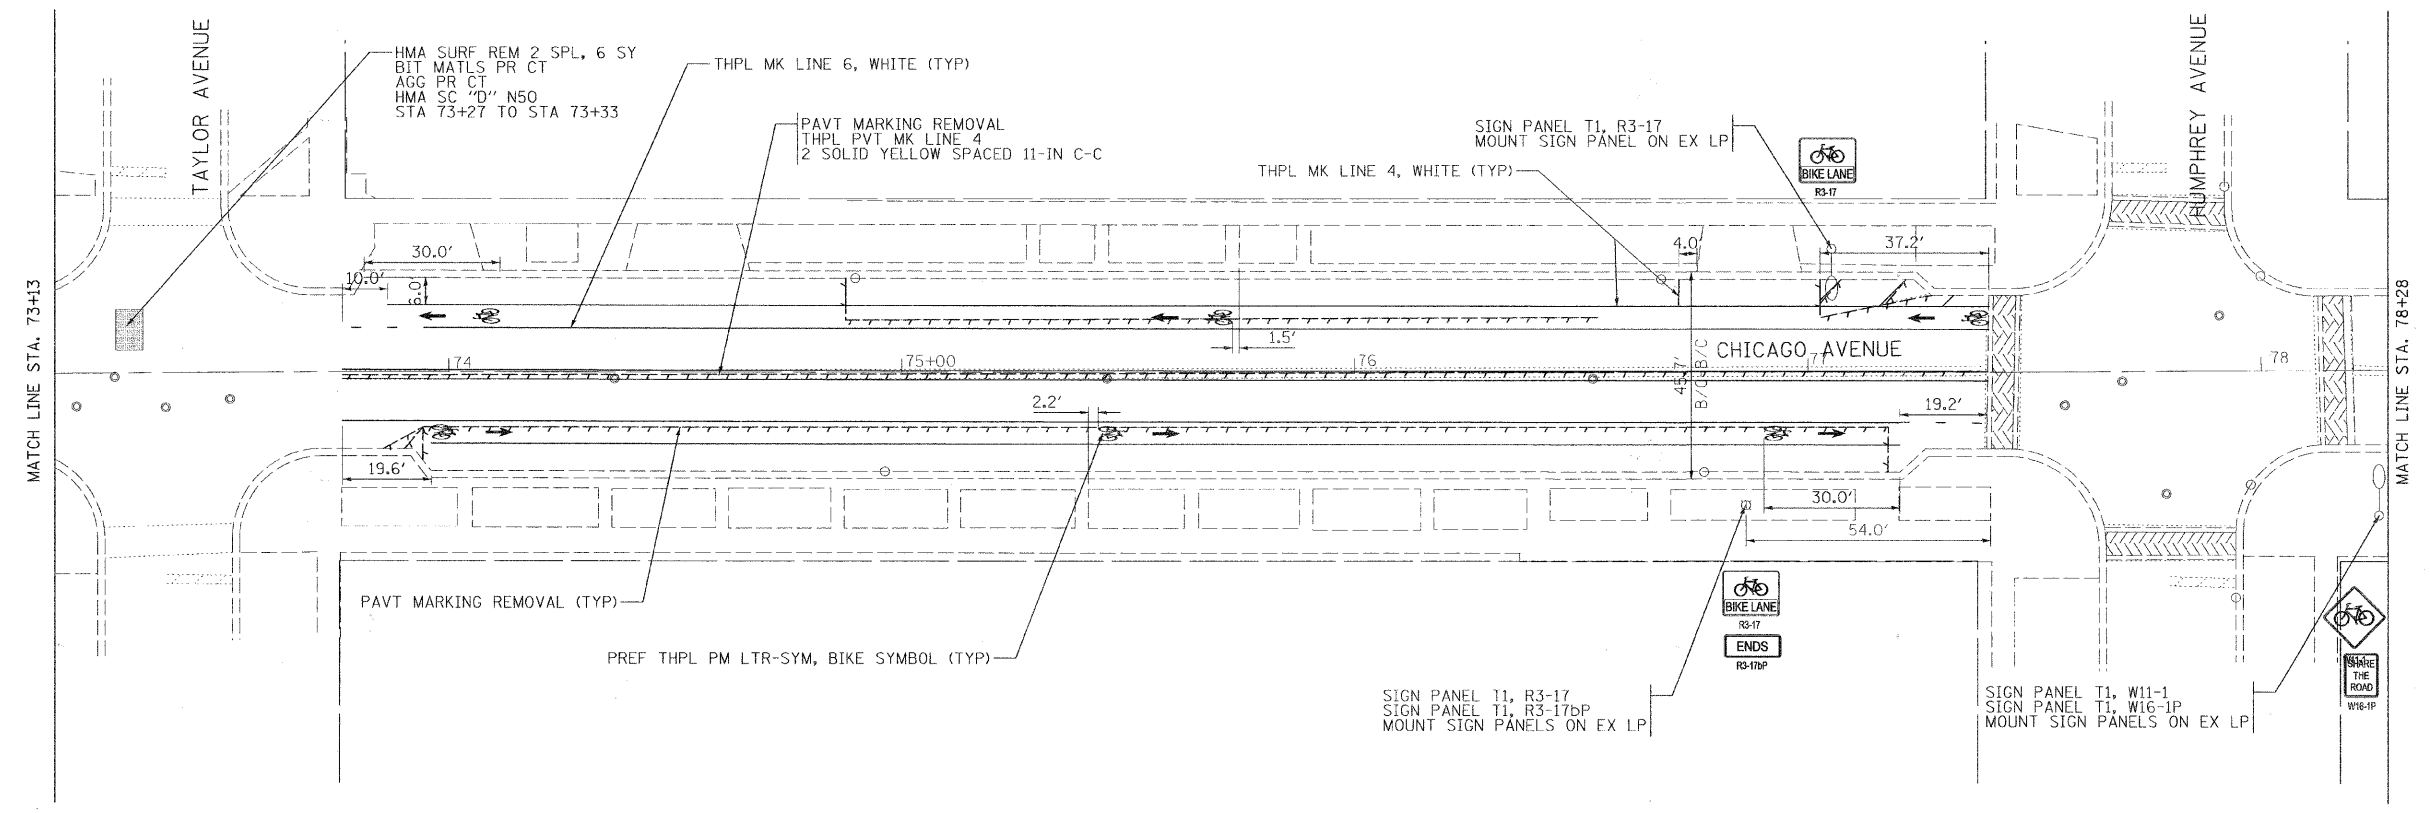 TAYLOR AVENUE
HMA SURF REM 2 SPL, 6 SY
BIT MATLS PR CT
AGG PR CT
HMA SC "D" N50
STA 73+27 TO STA 73+33
THPL MK LINE 6, WHITE (TYP)
PAVT MARKING REMOVAL
THPL PVT MK LINE 4
2 SOLID YELLOW SPACED 11-IN C-C
SIGN PANEL T1, R3-17
MOUNT SIGN PANEL ON EX LP
THPL MK LINE 4, WHITE (TYP)
BIKE LANE
R3-17
HUMPHREY AVENUE
30.0'
10.0'
6.0'
4.0'
37.2'
MATCH LINE STA. 73+13
MATCH LINE STA. 78+28
1.5'
CHICAGO AVENUE
74
75+00
76
77
78
45.7'
B/C-B/C
2.2'
19.2'
19.6'
30.0'
54.0'
PAVT MARKING REMOVAL (TYP)
PREF THPL PM LTR-SYM, BIKE SYMBOL (TYP)
BIKE LANE
R3-17
ENDS
R3-17bP
SIGN PANEL T1, R3-17
SIGN PANEL T1, R3-17bP
MOUNT SIGN PANELS ON EX LP
SIGN PANEL T1, W11-1
SIGN PANEL T1, W16-1P
MOUNT SIGN PANELS ON EX LP
W11-1
SHARE
THE
ROAD
W16-1P